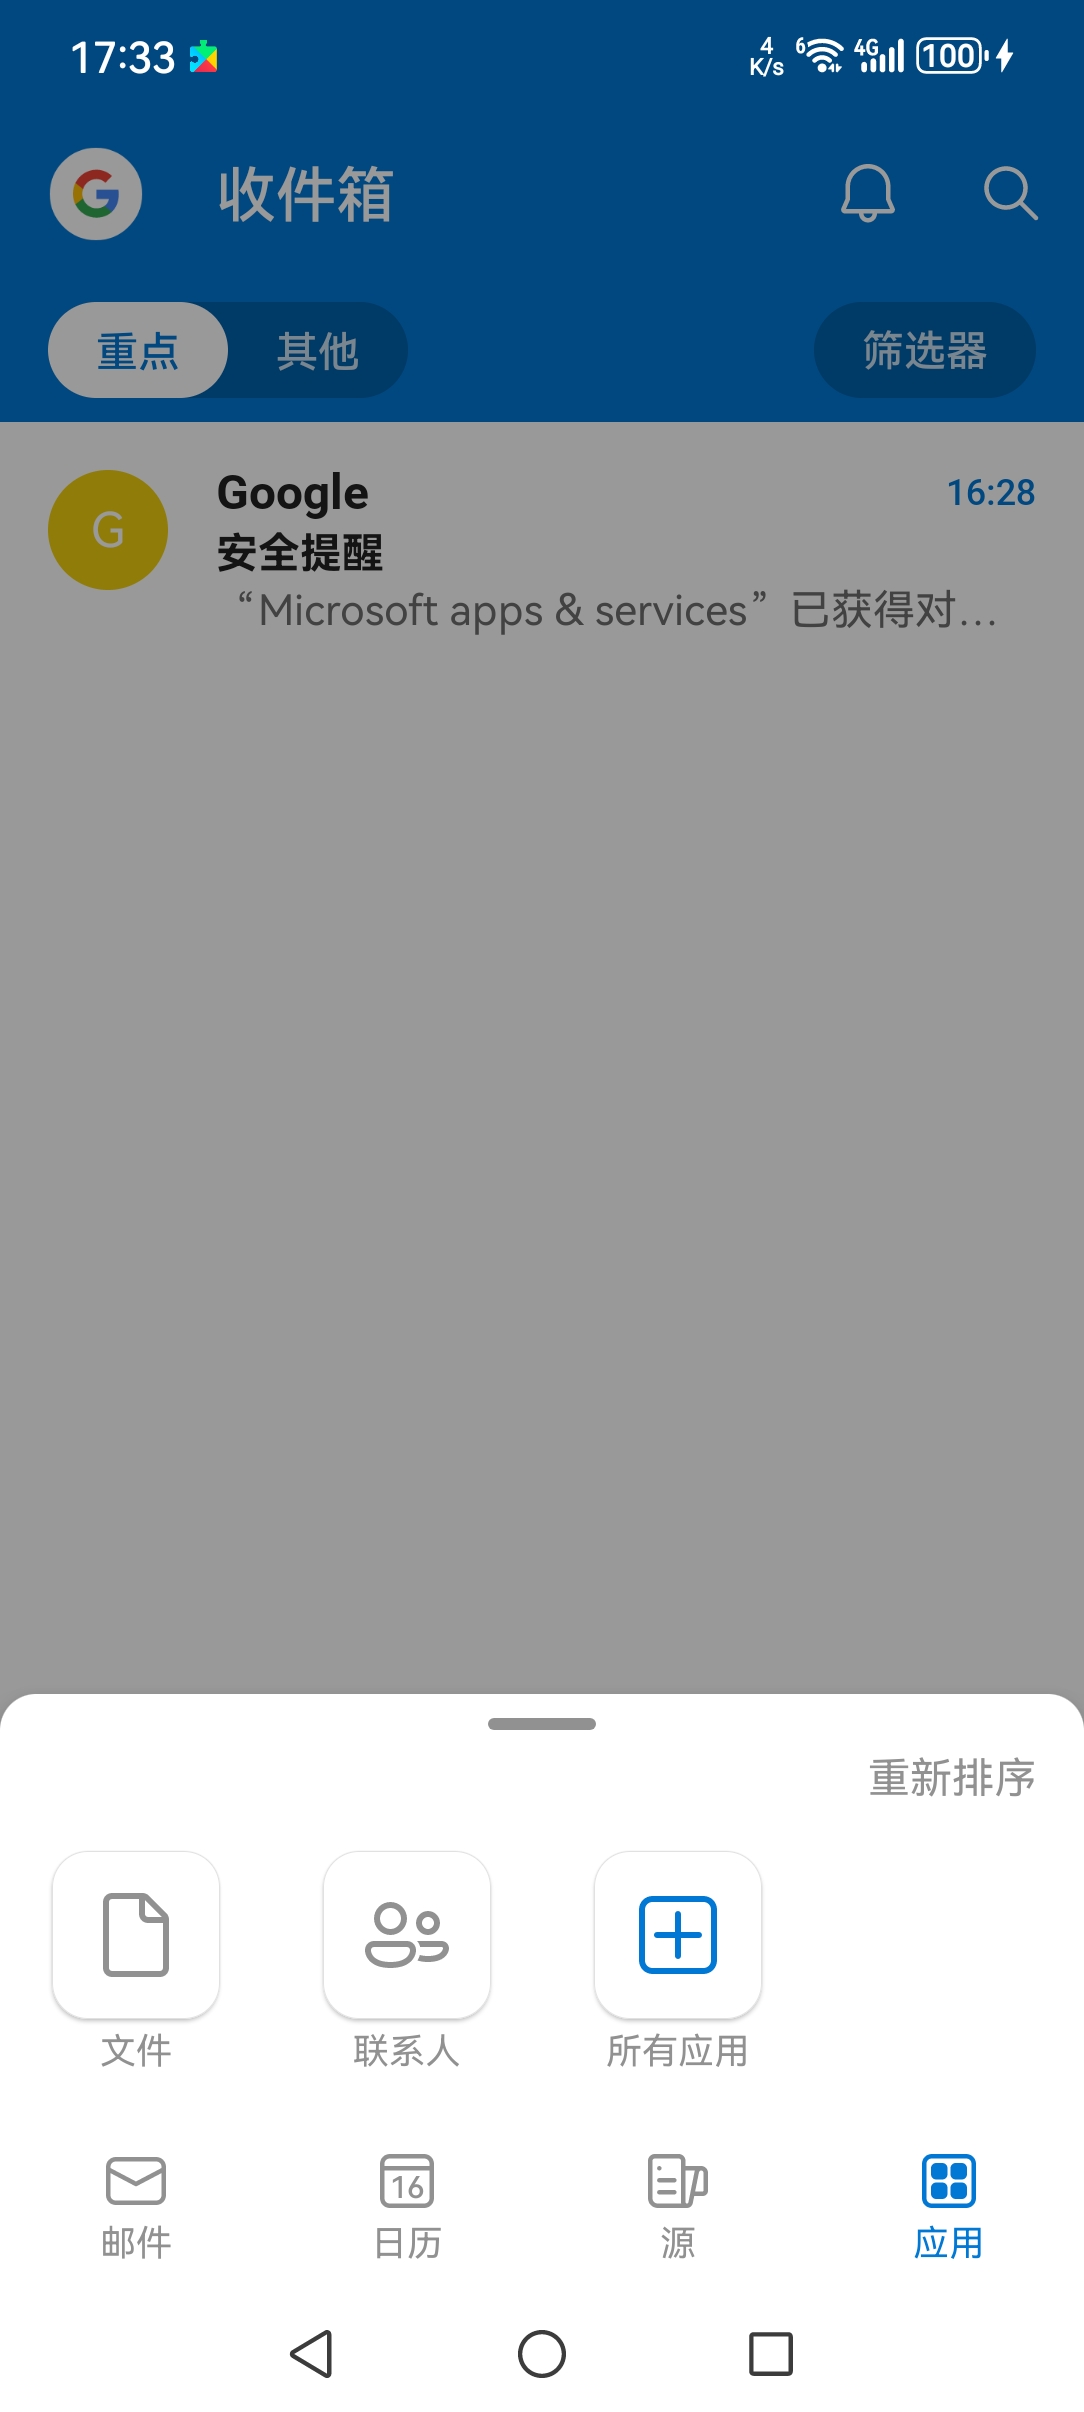 17:33
4 K/s
6
4G
100
收件箱
重点
其他
筛选器
G
Google
16:28
安全提醒
“Microsoft apps & services”已获得对…
重新排序
文件
联系人
所有应用
16
邮件
日历
源
应用